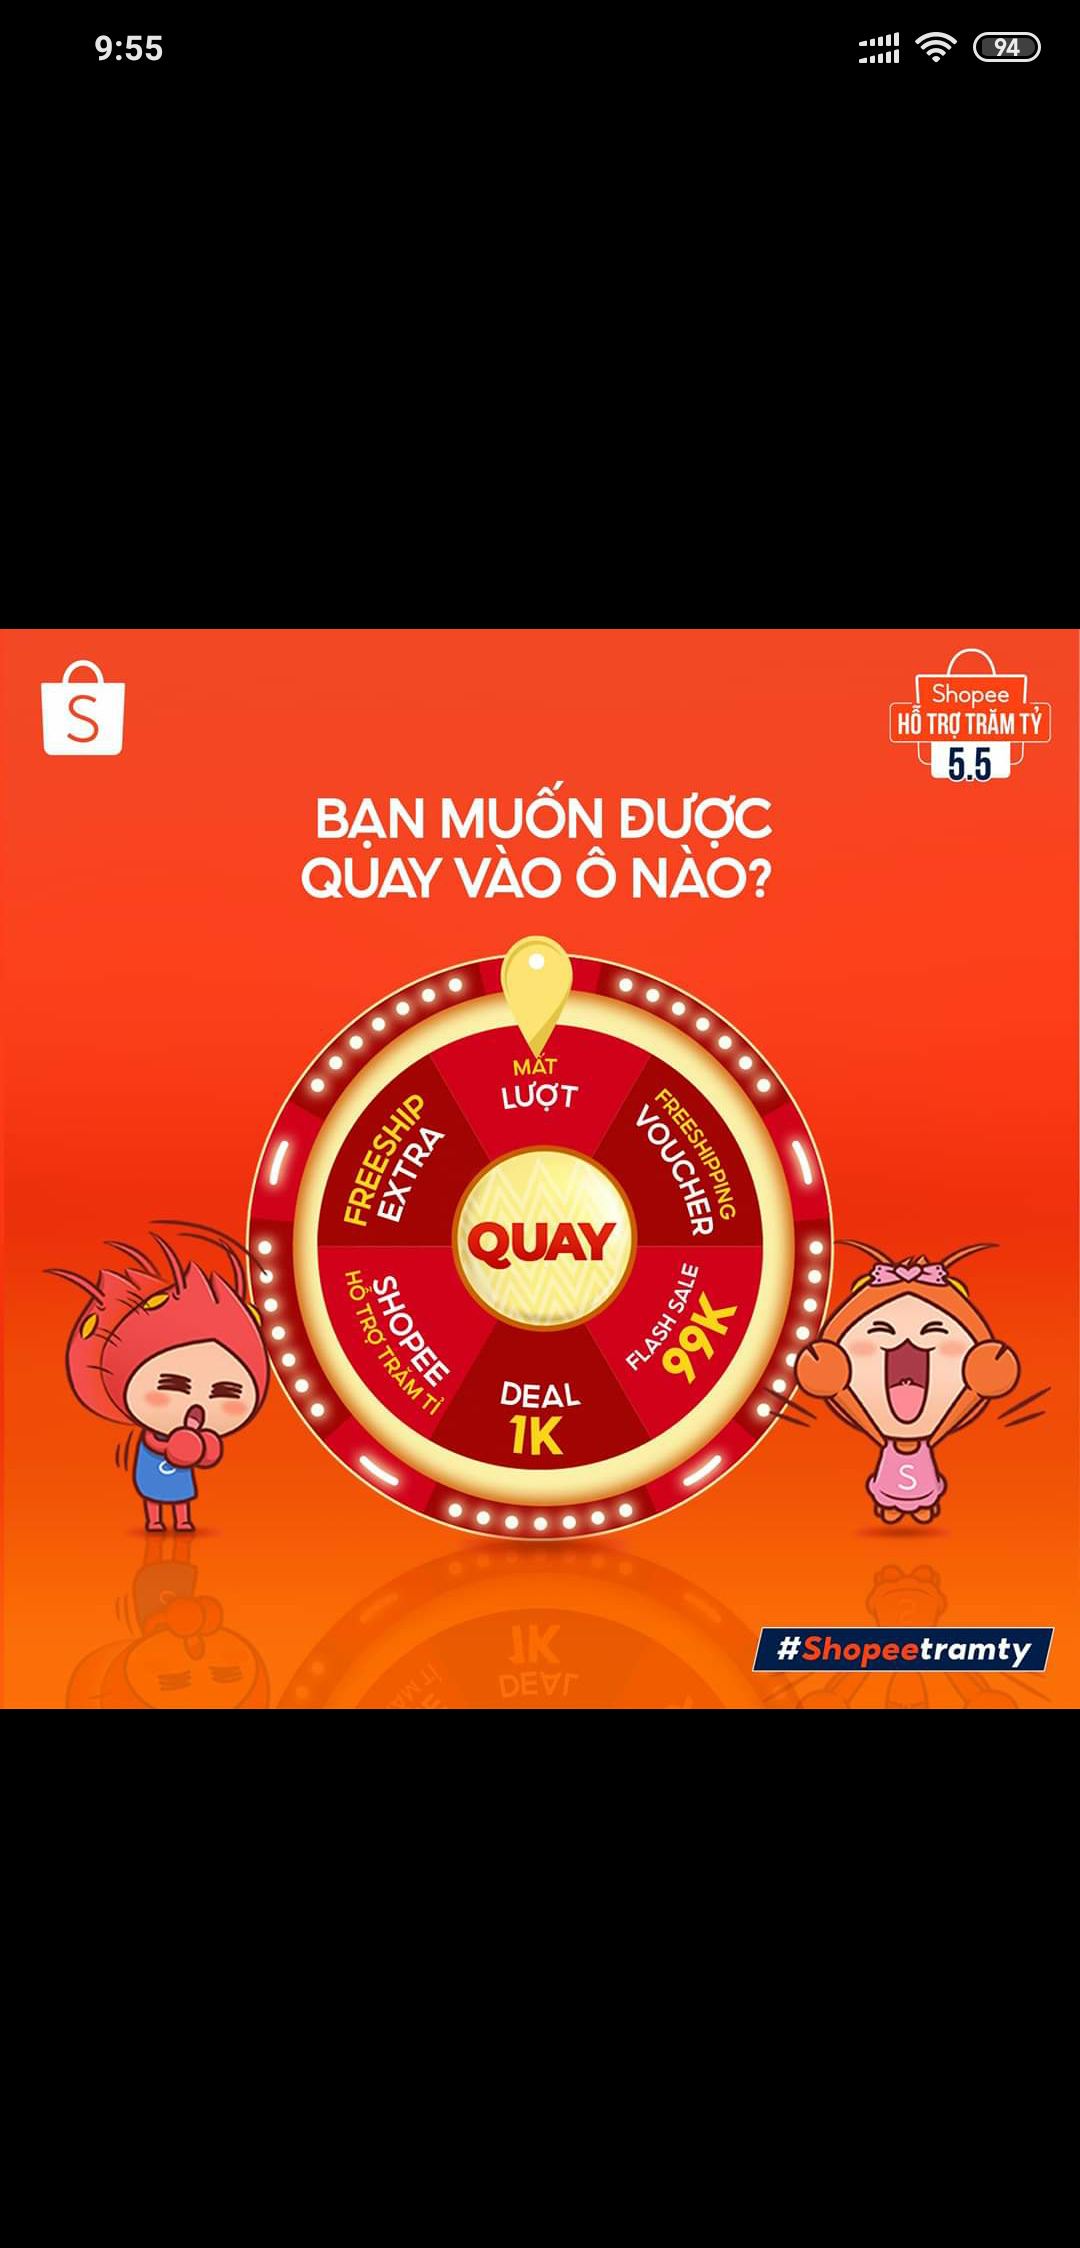 9:55
94
S
Shopee
HỖ TRỢ TRĂM TỶ
5.5
BẠN MUỐN ĐƯỢC
QUAY VÀO Ô NÀO?
MẤT
LƯỢT
FREESHIP
EXTRA
FREESHIPPING
VOUCHER
QUAY
SHOPEE
HỖ TRỢ TRĂM TỈ
FLASH SALE
99K
DEAL
1K
S
#Shopeetramty